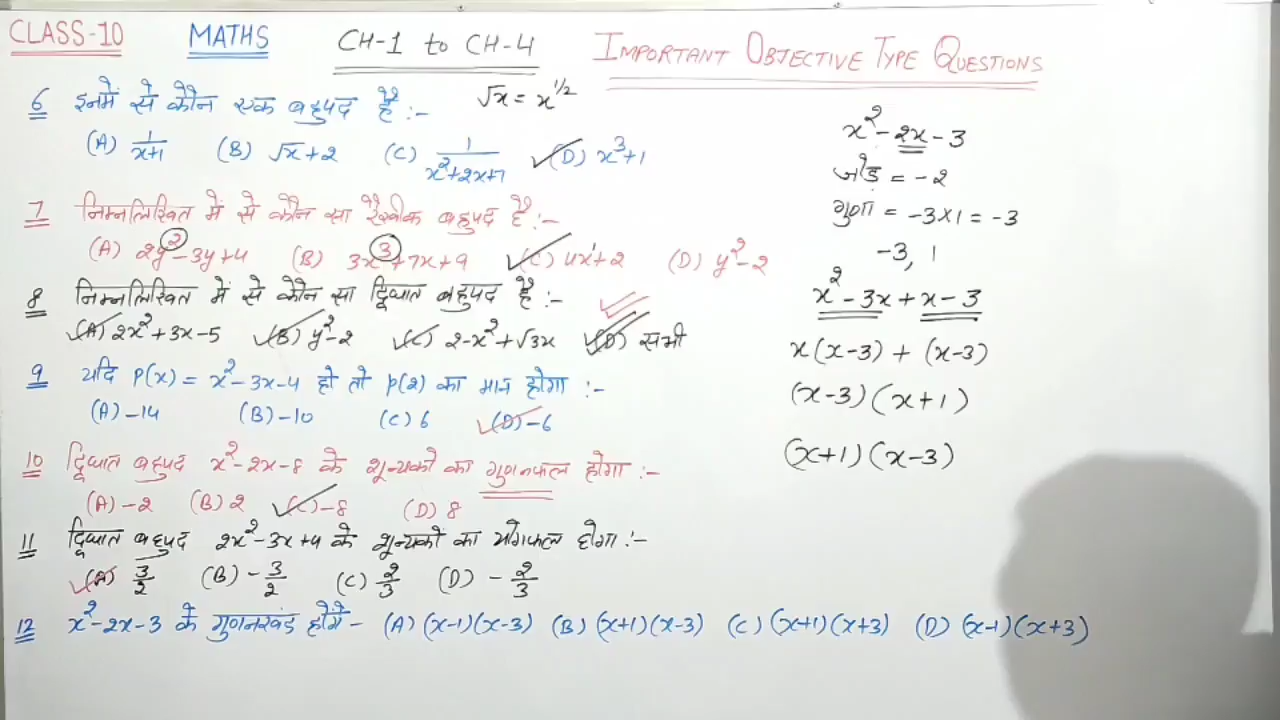 CLASS-10 MATHS CH-1 to CH-4 IMPORTANT OBJECTIVE TYPE QUESTIONS
6 इनमें से कौन एक बहुपद है :- √x = x^1/2
(A) 1/x+1 (B) √x+2 (C) 1/x²+2x+7 (D) x³+1
7 निम्नलिखित में से कौन सा रैखीक बहुपद है :-
(A) 2y²-3y+4 (B) 3x³+7x+9 (C) 4x¹+2 (D) y²-2
8 निम्नलिखित में से कौन सा द्विघात बहुपद है :-
(A) 2x²+3x-5 (B) y²-2 (C) 2-x²+√3x (D) सभी
9 यदि P(x) = x²-3x-4 हो तो P(2) का मान होगा :-
(A) -14 (B) -10 (C) 6 (D) -6
10 द्विघात बहुपद x²-2x-8 के शून्यकों का गुणनफल होगा :-
(A) -2 (B) 2 (C) -8 (D) 8
11 द्विघात बहुपद 2x²-3x+4 के शून्यकों का योगफल होगा :-
(A) 3/2 (B) -3/2 (C) 2/3 (D) -2/3
12 x²-2x-3 के गुणनखंड होंगे - (A) (x-1)(x-3) (B) (x+1)(x-3) (C) (x+1)(x+3) (D) (x-1)(x+3)
x²-2x-3
जोड़ = -2
गुणा = -3×1 = -3
-3, 1
x²-3x+x-3
x(x-3) + (x-3)
(x-3)(x+1)
(x+1)(x-3)